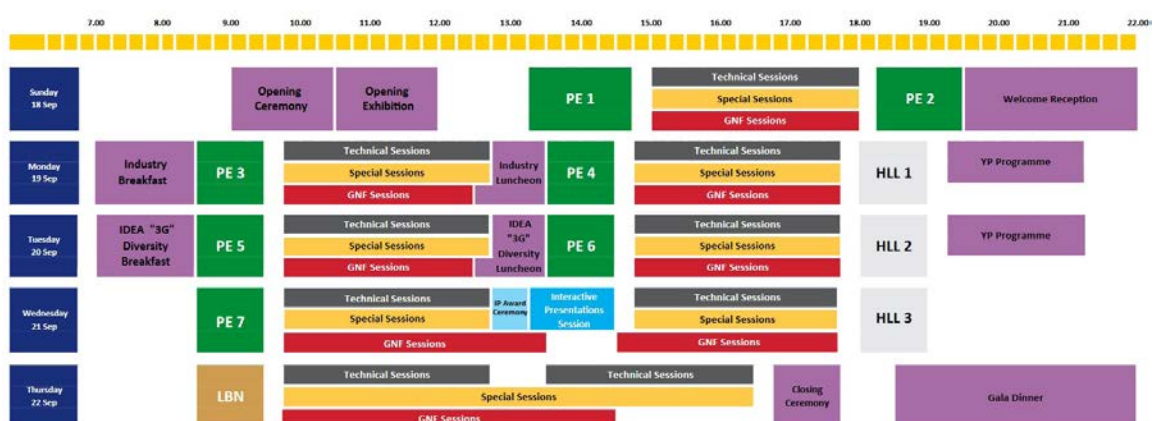 7.00 8.00 9.00 10.00 11.00 12.00 13.00 14.00 15.00 16.00 17.00 18.00 19.00 20.00 21.00 22.00
Sunday
18 Sep
Opening
Ceremony
Opening
Exhibition
PE 1
Technical Sessions
Special Sessions
GNF Sessions
PE 2
Welcome Reception
Monday
19 Sep
Industry
Breakfast
PE 3
Technical Sessions
Special Sessions
GNF Sessions
Industry
Luncheon
PE 4
Technical Sessions
Special Sessions
GNF Sessions
HLL 1
YP Programme
Tuesday
20 Sep
IDEA "3G"
Diversity
Breakfast
PE 5
Technical Sessions
Special Sessions
GNF Sessions
IDEA
"3G"
Diversity
Luncheon
PE 6
Technical Sessions
Special Sessions
GNF Sessions
HLL 2
YP Programme
Wednesday
21 Sep
PE 7
Technical Sessions
Special Sessions
GNF Sessions
IP Award
Ceremony
Interactive
Presentations
Session
Technical Sessions
Special Sessions
GNF Sessions
HLL 3
Thursday
22 Sep
LBN
Technical Sessions
Technical Sessions
Special Sessions
GNF Sessions
Closing
Ceremony
Gala Dinner